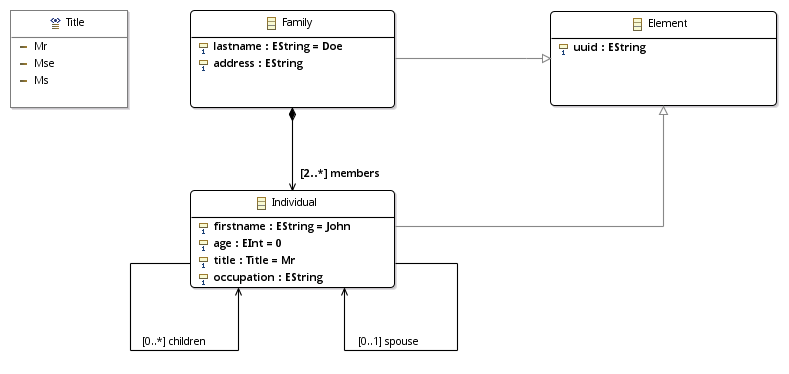 Title
Mr
Mse
Ms
Family
lastname : EString = Doe
address : EString
Element
uuid : EString
[2..*] members
Individual
firstname : EString = John
age : EInt = 0
title : Title = Mr
occupation : EString
[0..*] children
[0..1] spouse